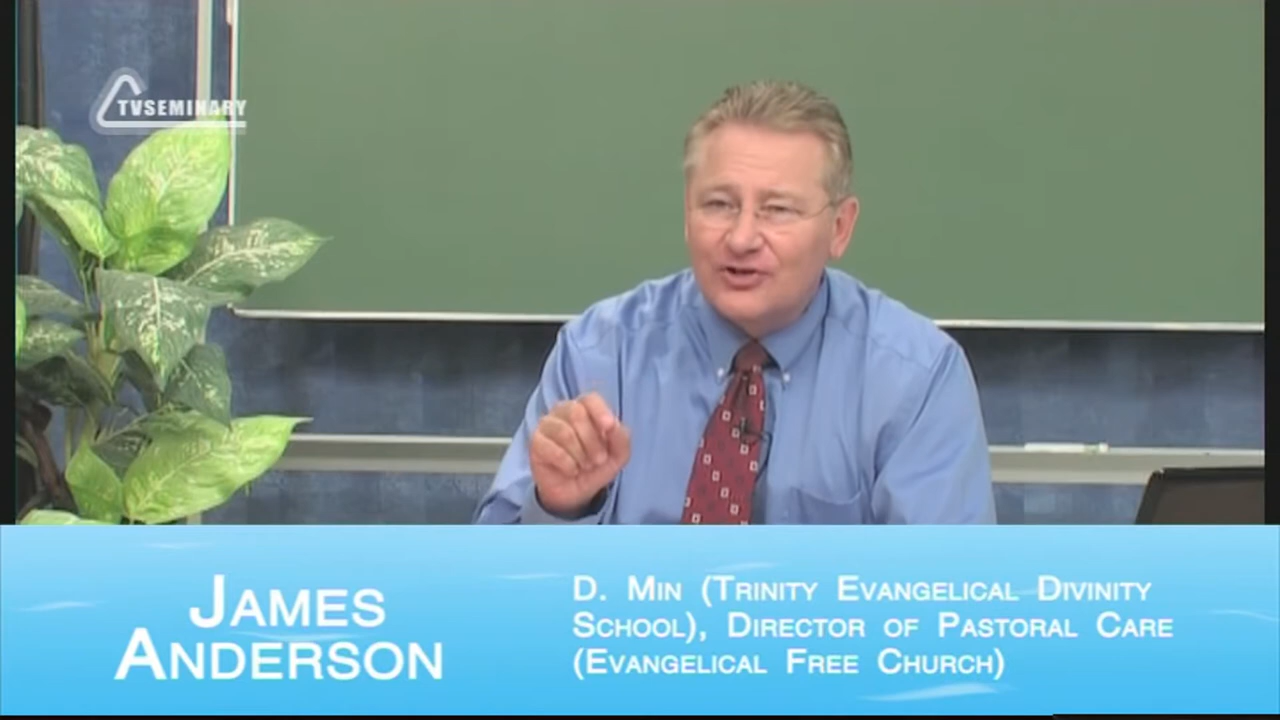 TVSEMINARY
James
Anderson
D. Min (Trinity Evangelical Divinity
School), Director of Pastoral Care
(Evangelical Free Church)